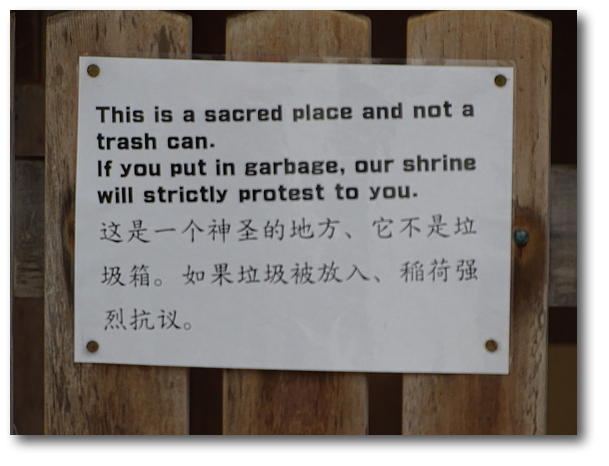 This is a sacred place and not a
trash can.
If you put in garbage, our shrine
will strictly protest to you.
这是一个神圣的地方、它不是垃
圾箱。如果垃圾被放入、稲荷强
烈抗议。